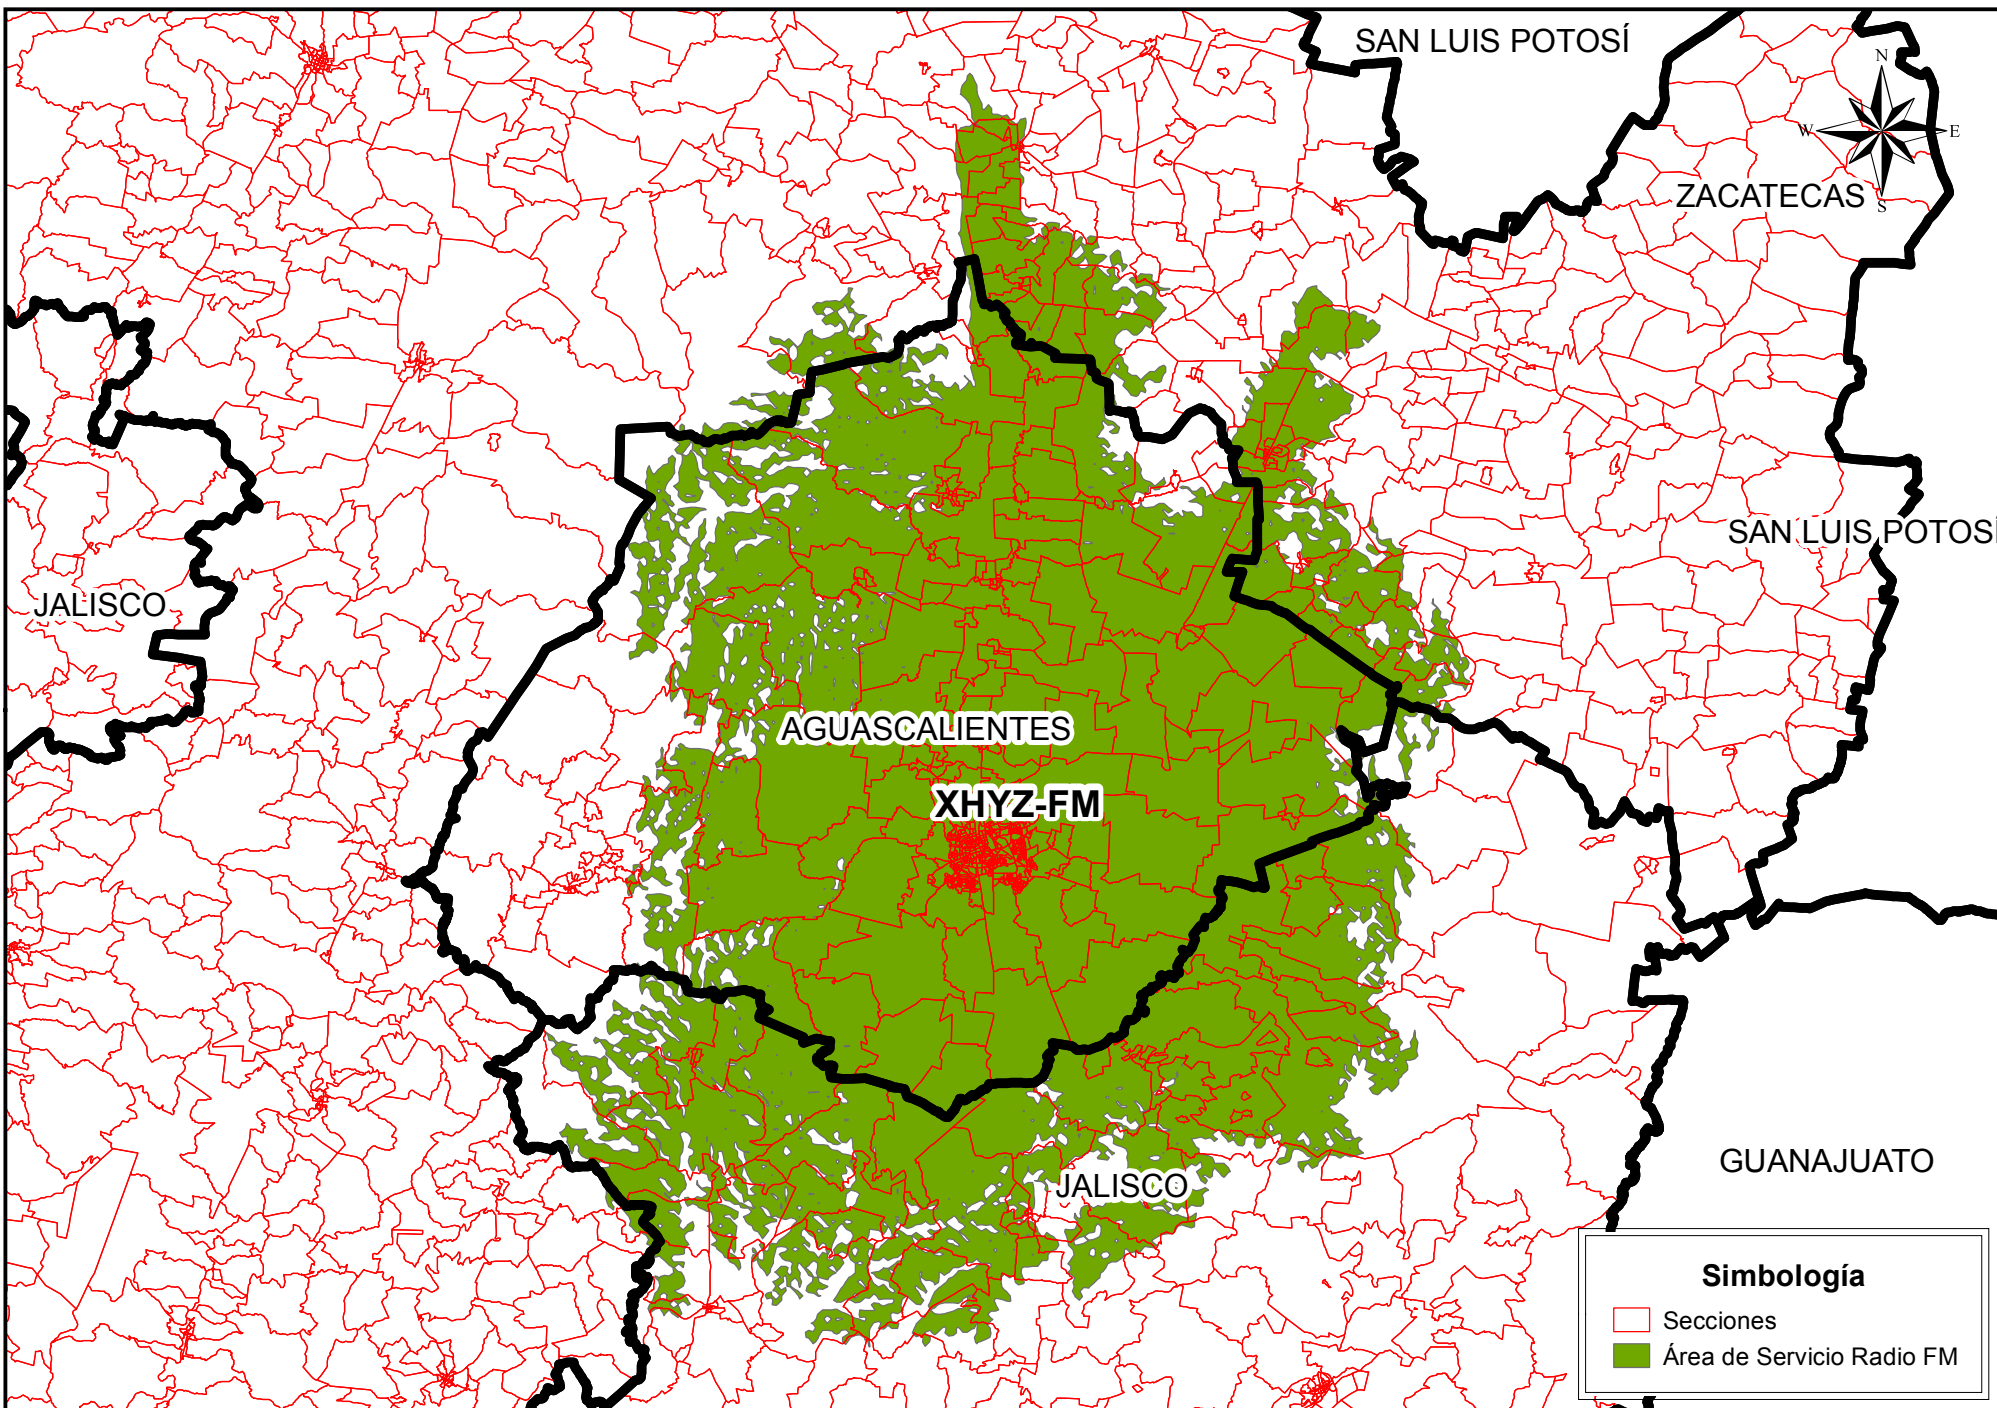 SAN LUIS POTOSÍ
N
W
E
S
ZACATECAS
SAN LUIS POTOSÍ
JALISCO
AGUASCALIENTES
XHYZ-FM
GUANAJUATO
JALISCO
Simbología
Secciones
Área de Servicio Radio FM